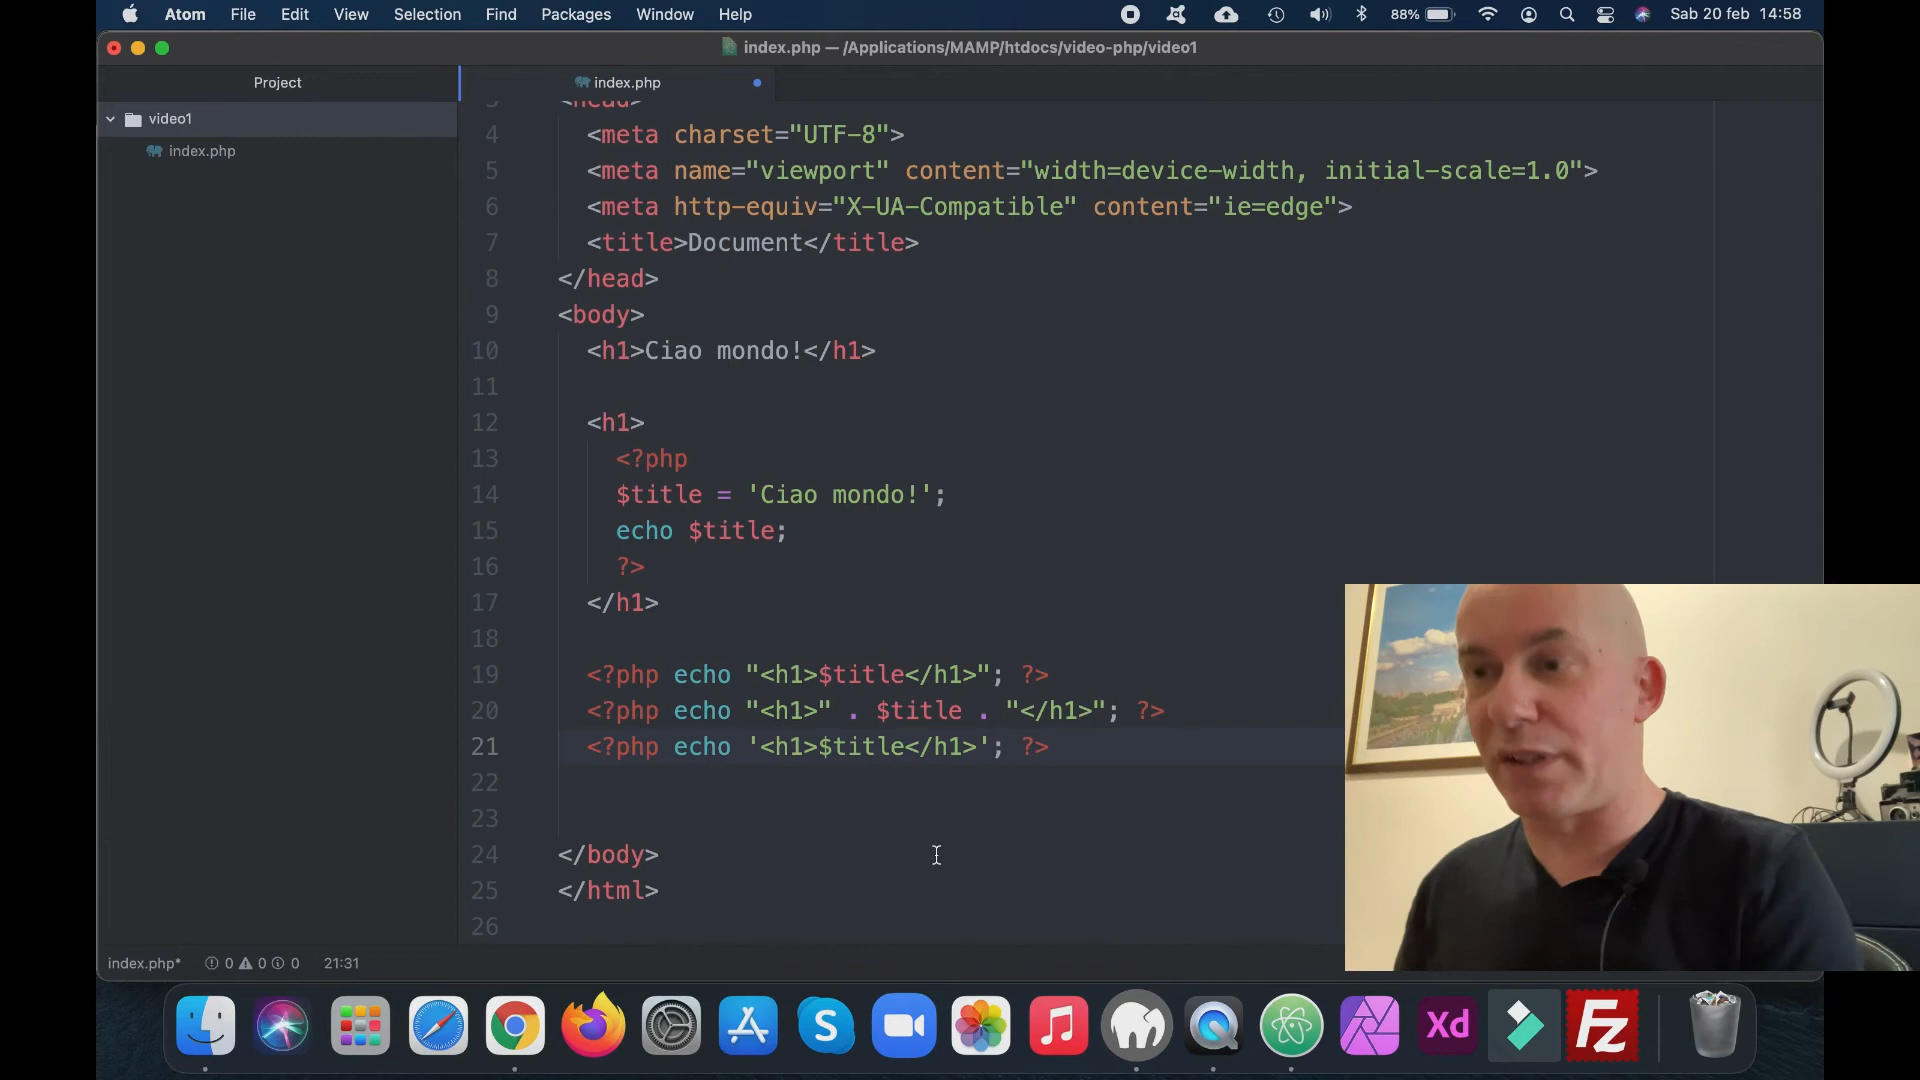 Atom File Edit View Selection Find Packages Window Help 88% Sab 20 feb 14:58
index.php — /Applications/MAMP/htdocs/video-php/video1
Project
index.php
video1
index.php
3 <head>
4 <meta charset="UTF-8">
5 <meta name="viewport" content="width=device-width, initial-scale=1.0">
6 <meta http-equiv="X-UA-Compatible" content="ie=edge">
7 <title>Document</title>
8 </head>
9 <body>
10 <h1>Ciao mondo!</h1>
11
12 <h1>
13 <?php
14 $title = 'Ciao mondo!';
15 echo $title;
16 ?>
17 </h1>
18
19 <?php echo "<h1>$title</h1>"; ?>
20 <?php echo "<h1>" . $title . "</h1>"; ?>
21 <?php echo '<h1>$title</h1>'; ?>
22
23
24 </body>
25 </html>
26
index.php* 0 0 0 21:31
S Xd Fz